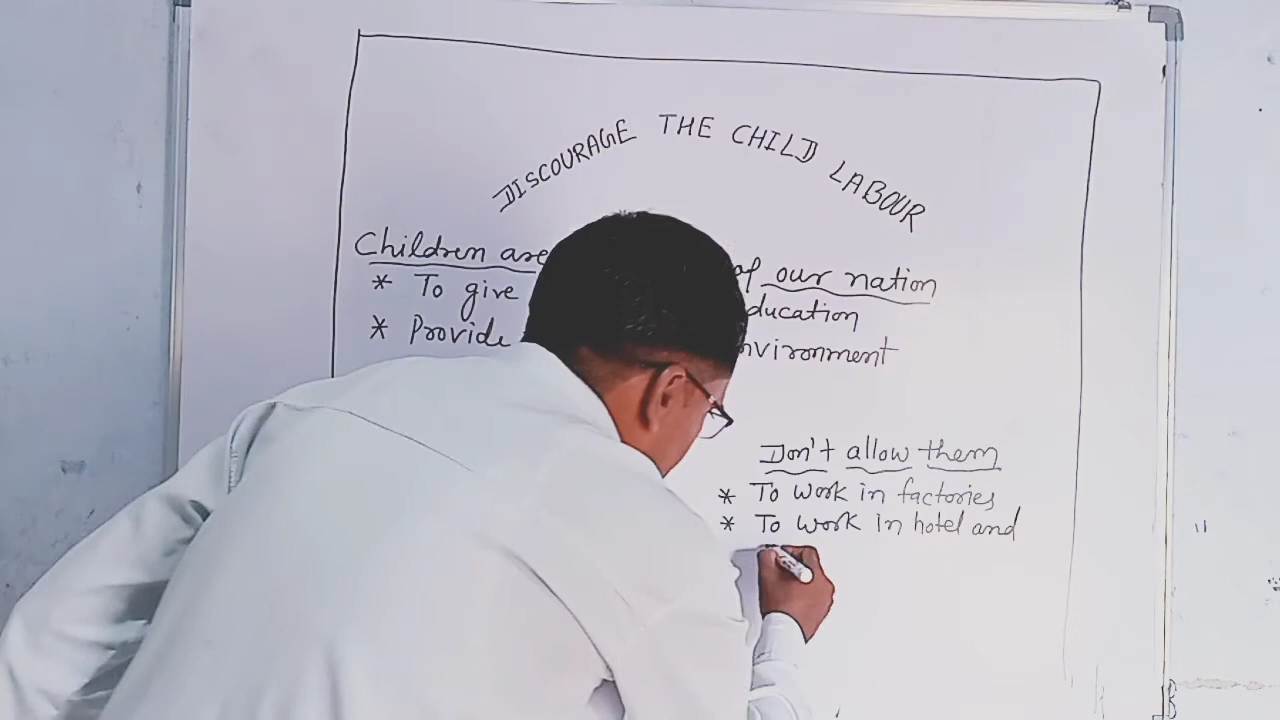 DISCOURAGE THE CHILD LABOUR
Children are of our nation
* To give ducation
* Provide nvironment
Don't allow them
* To work in factories
* To work in hotel and